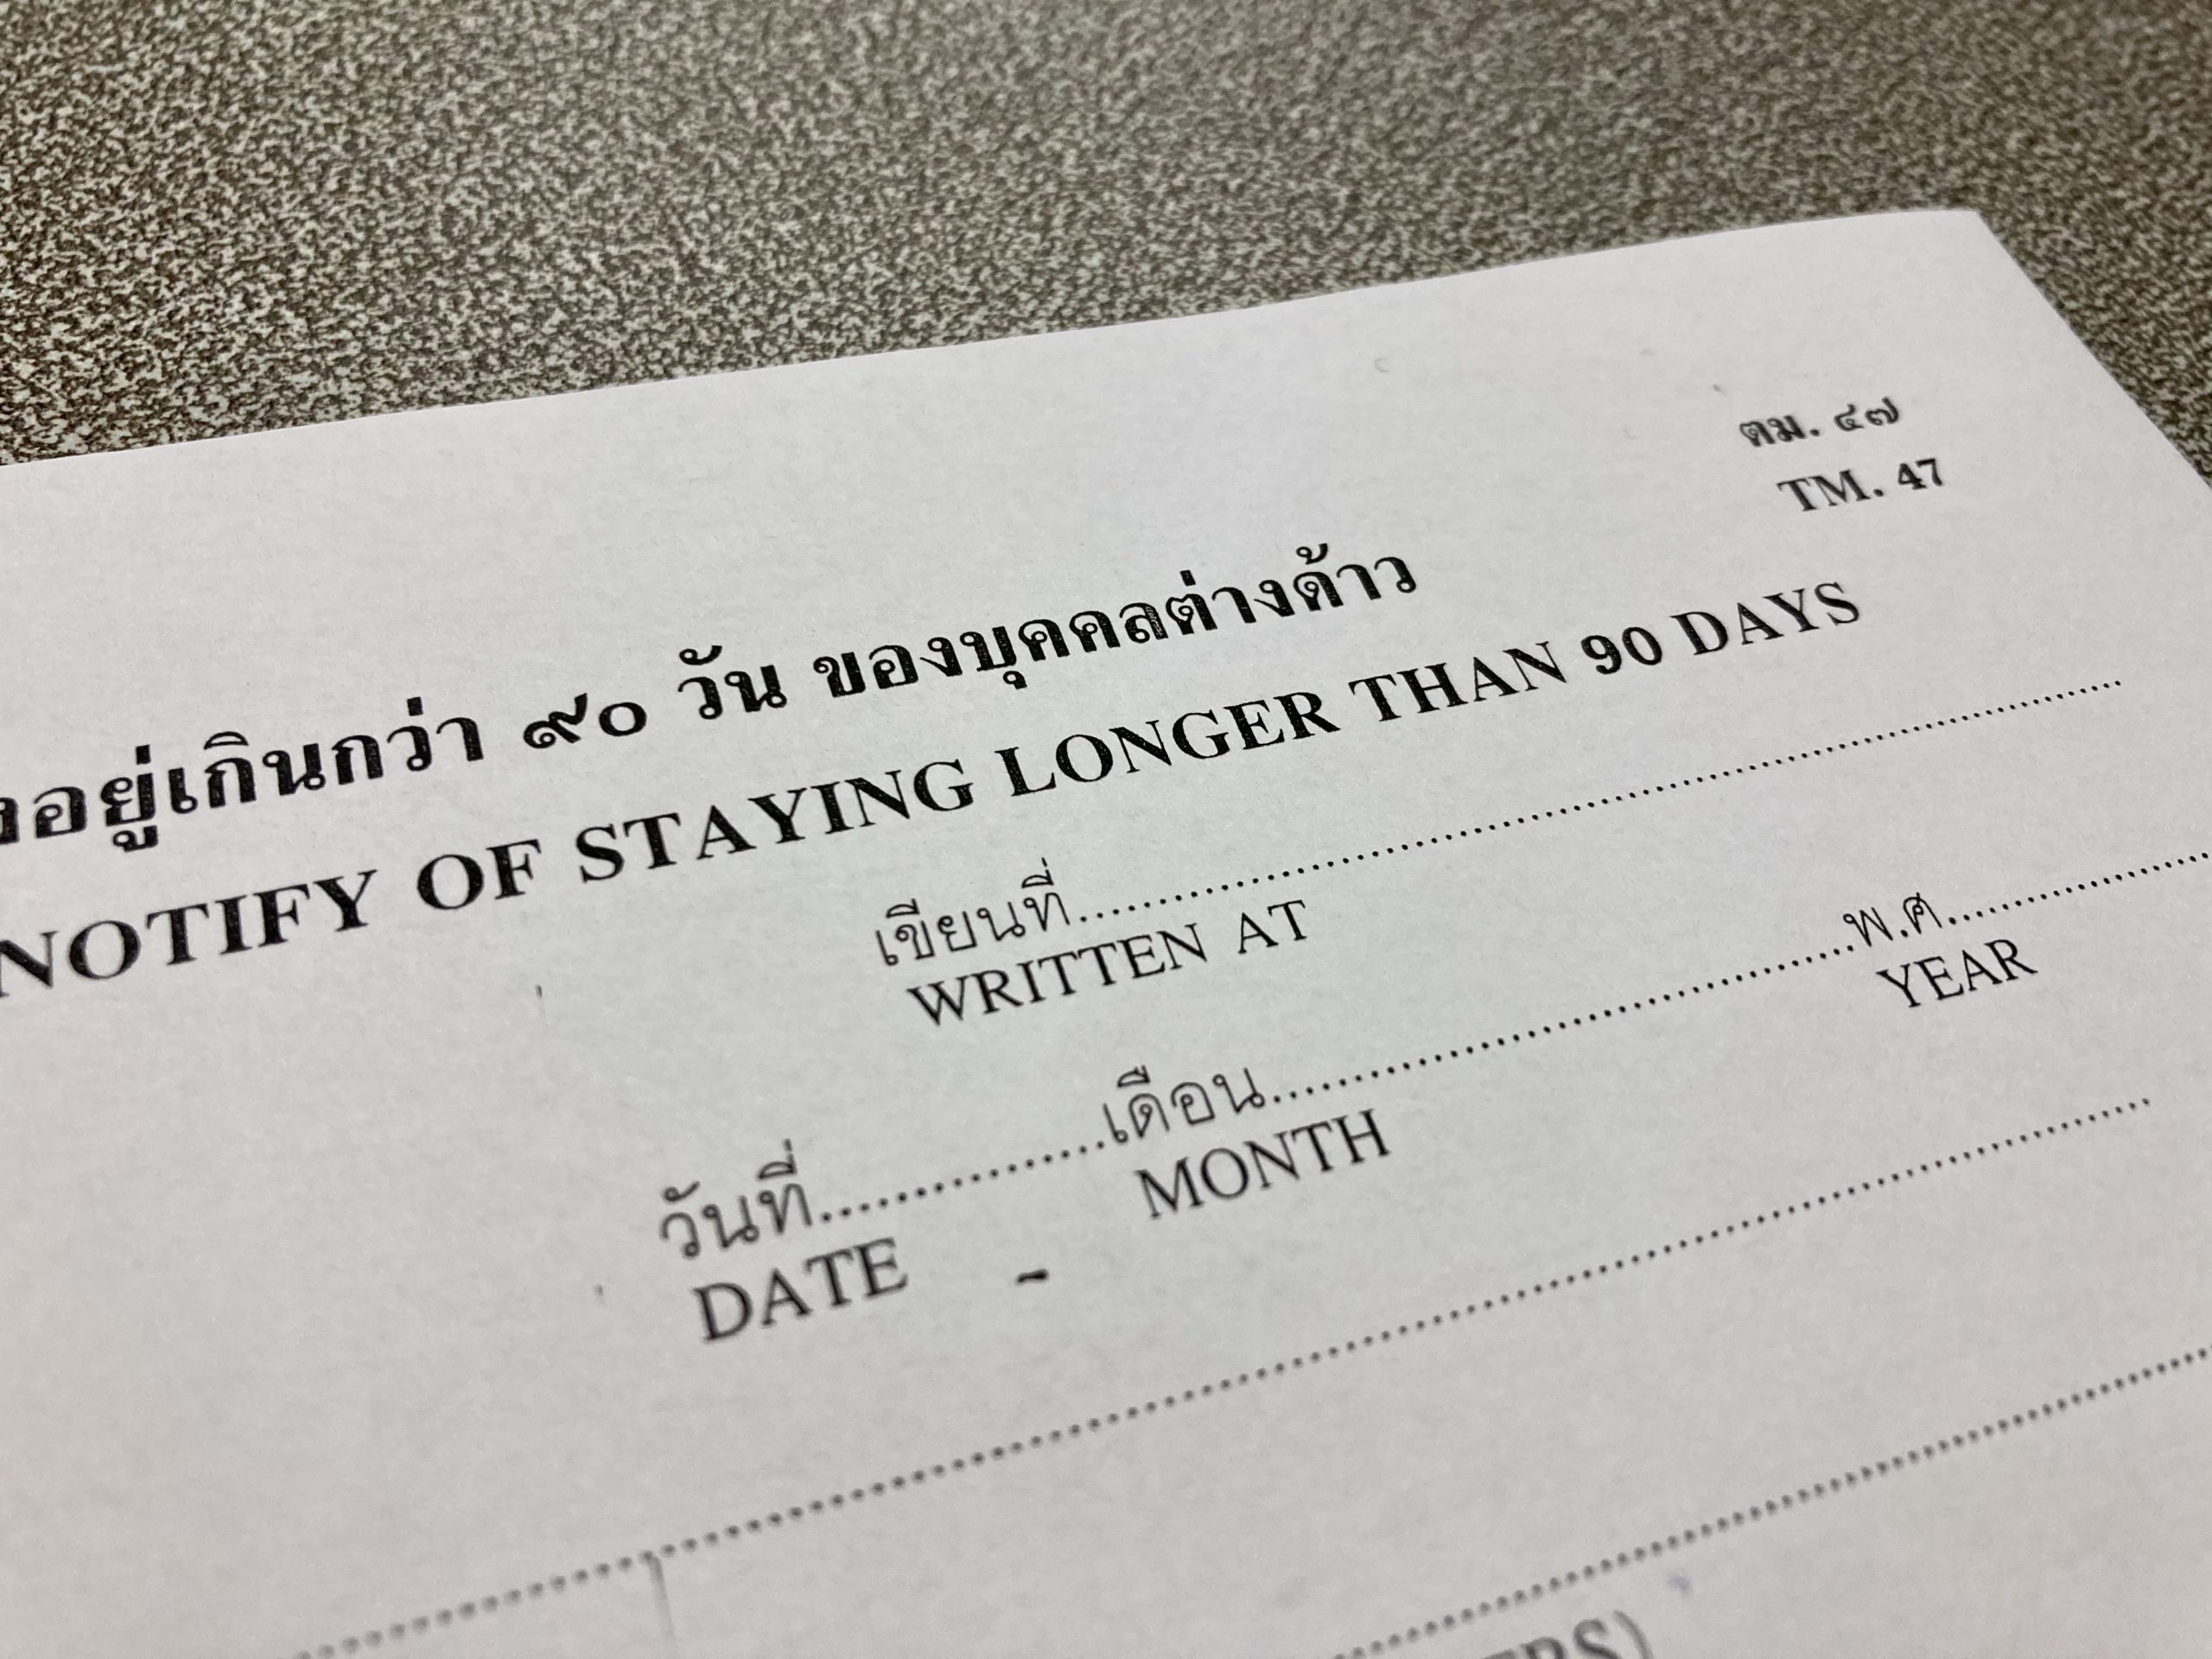 ตม. ๔๗
TM. 47
อยู่เกินกว่า ๙๐ วัน ของบุคคลต่างด้าว
NOTIFY OF STAYING LONGER THAN 90 DAYS
เขียนที่
WRITTEN AT
วันที่ เดือน พ.ศ.
DATE MONTH YEAR